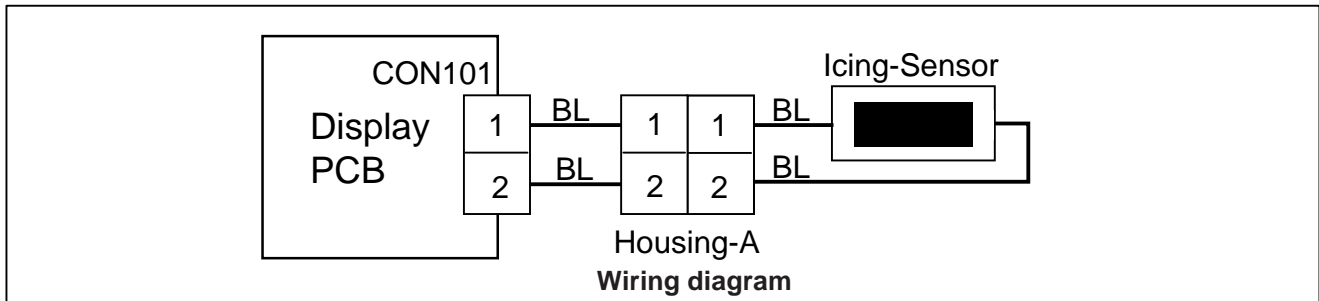 Icing-Sensor
CON101
Display
PCB
1 BL 1 1 BL
2 BL 2 2 BL
Housing-A
Wiring diagram